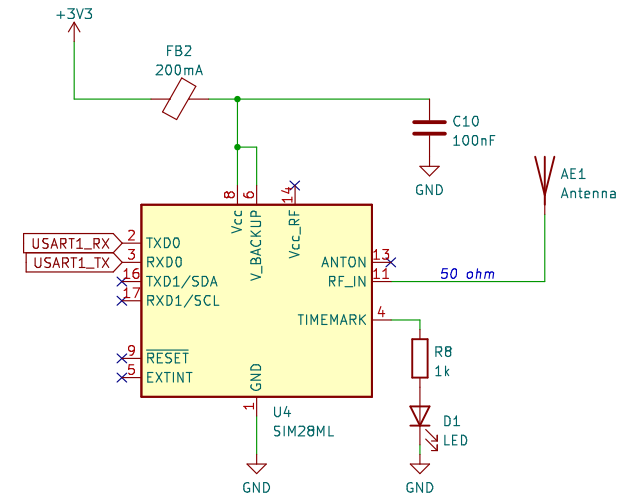 +3V3
FB2
200mA
C10
100nF
GND
AE1
Antenna
8
6
14
Vcc
V_BACKUP
Vcc_RF
USART1_RX
2
TXD0
USART1_TX
3
RXD0
16
TXD1/SDA
17
RXD1/SCL
9
RESET
5
EXTINT
ANTON
13
RF_IN
11
50 ohm
TIMEMARK
4
R8
1k
D1
LED
GND
1
U4
SIM28ML
GND
GND